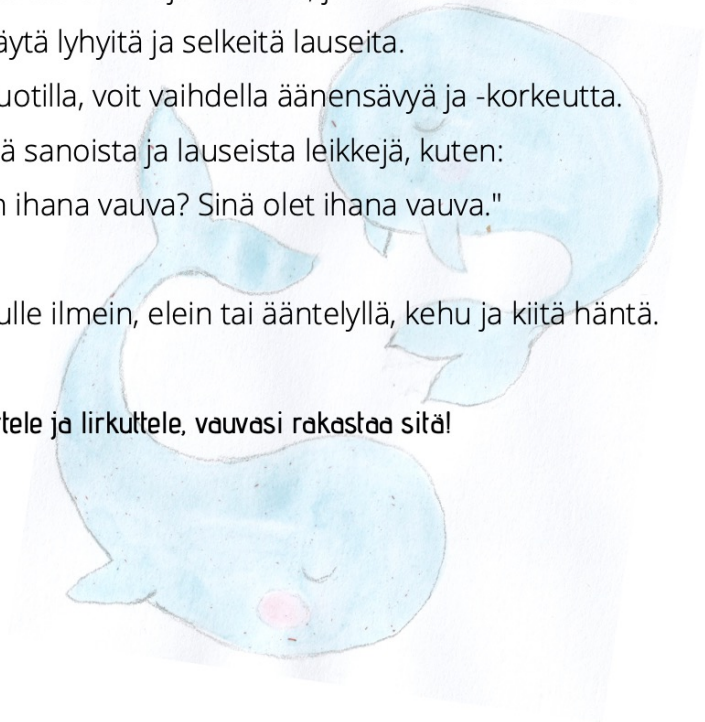 äytä lyhyitä ja selkeitä lauseita.
uotilla, voit vaihdella äänensävyä ja -korkeutta.
ä sanoista ja lauseista leikkejä, kuten:
n ihana vauva? Sinä olet ihana vauva."
ulle ilmein, elein tai ääntelyllä, kehu ja kiitä häntä.
tele ja lirkuttele, vauvasi rakastaa sitä!